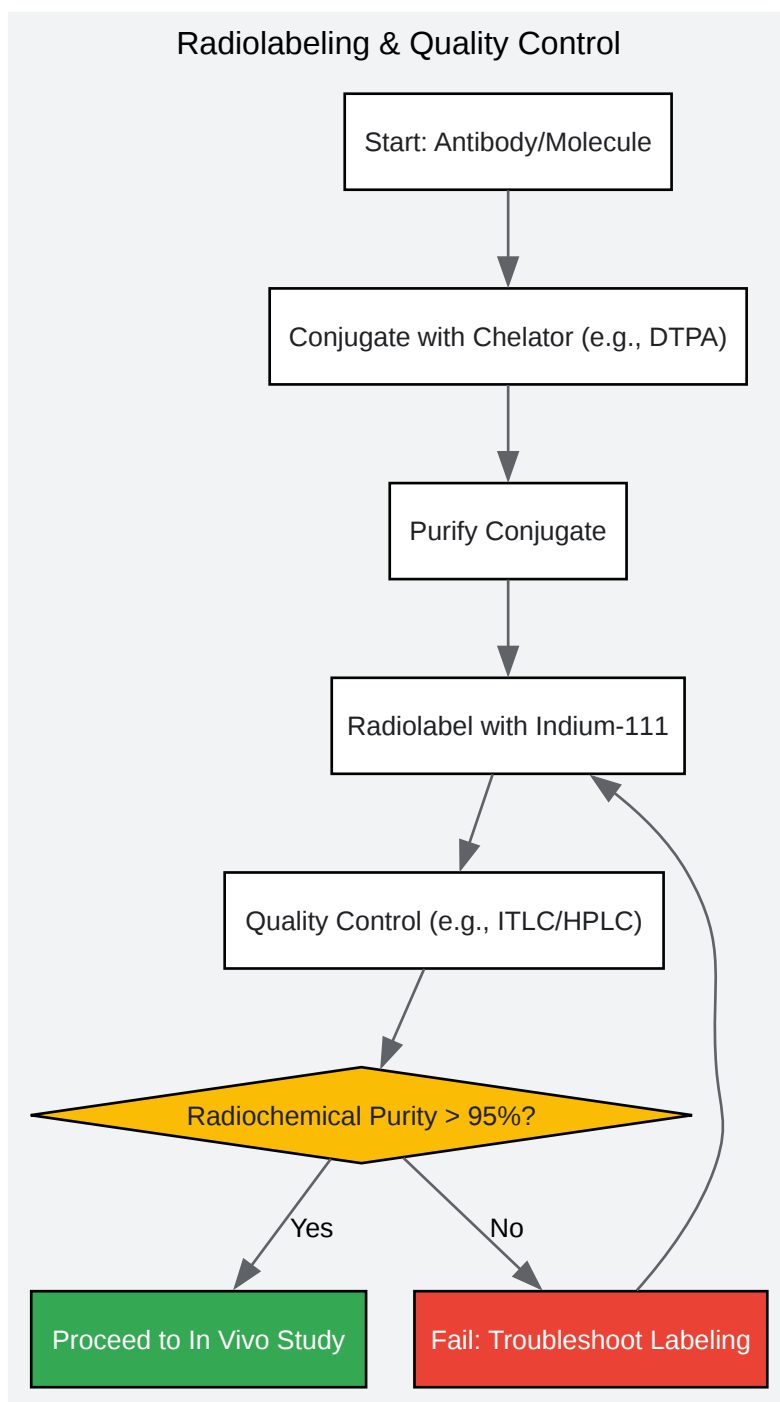 Radiolabeling & Quality Control
Start: Antibody/Molecule
Conjugate with Chelator (e.g., DTPA)
Purify Conjugate
Radiolabel with Indium-111
Quality Control (e.g., ITLC/HPLC)
Radiochemical Purity > 95%?
Yes
No
Proceed to In Vivo Study
Fail: Troubleshoot Labeling